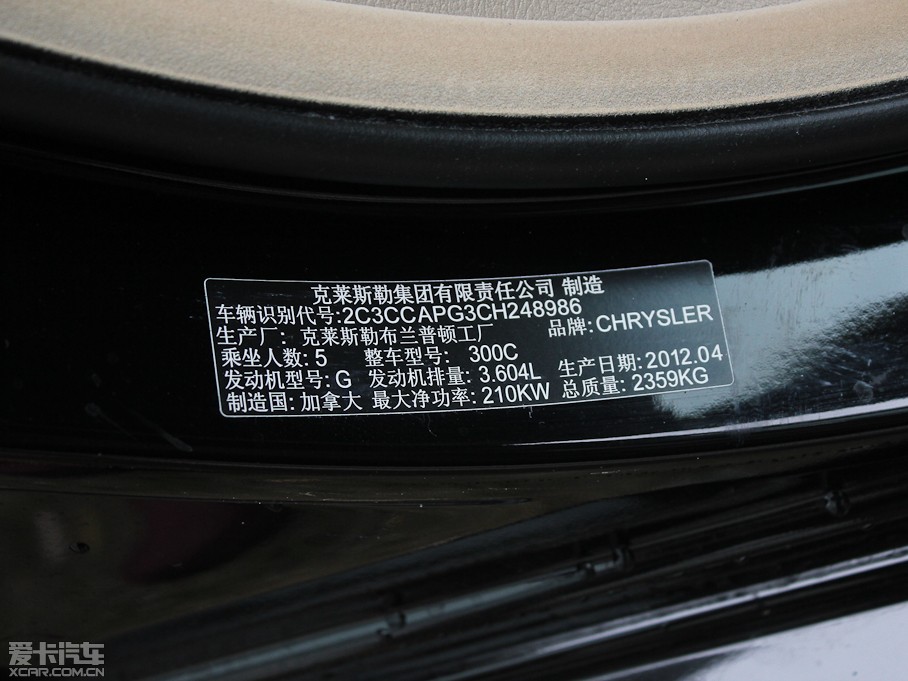 克莱斯勒集团有限责任公司 制造
车辆识别代号:2C3CCAPG3CH248986
生产厂: 克莱斯勒布兰普顿工厂 品牌: CHRYSLER
乘坐人数: 5 整车型号: 300C 生产日期: 2012.04
发动机型号: G 发动机排量: 3.604L 总质量: 2359KG
制造国: 加拿大 最大净功率: 210KW
爱卡汽车
XCAR.COM.CN